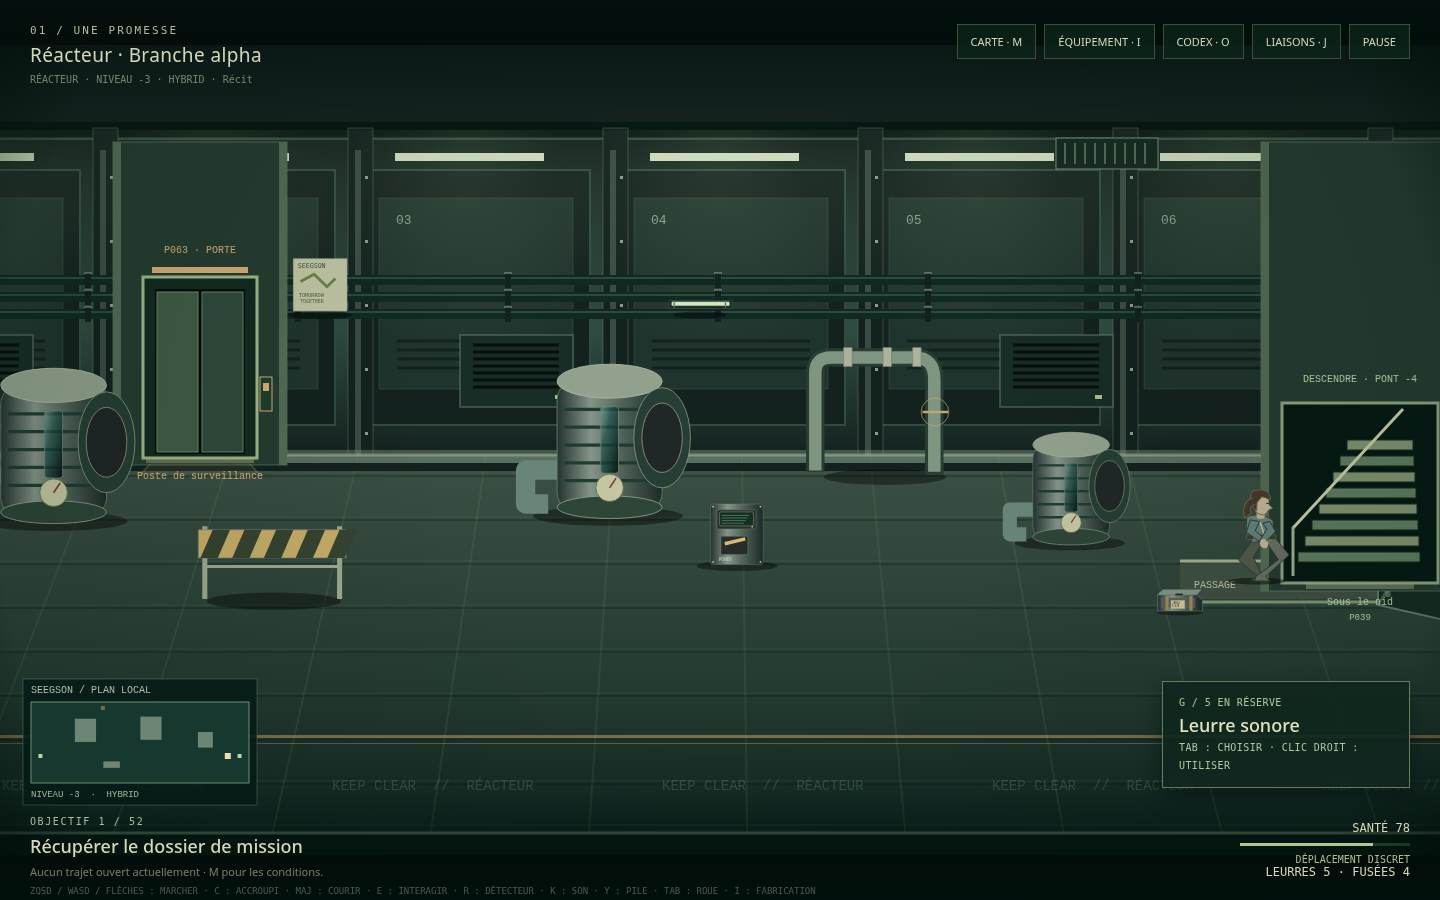 01 / UNE PROMESSE
Réacteur · Branche alpha
RÉACTEUR · NIVEAU -3 · HYBRID · Récit
CARTE · M
ÉQUIPEMENT · I
CODEX · O
LIAISONS · J
PAUSE
03
04
05
06
P063 · PORTE
SEEGSON
TOMORROW
TOGETHER
Poste de surveillance
DESCENDRE · PONT -4
PASSAGE
Sous le nid
P039
SEEGSON / PLAN LOCAL
NIVEAU -3 · HYBRID
G / 5 EN RÉSERVE
Leurre sonore
TAB : CHOISIR · CLIC DROIT :
UTILISER
KEEP CLEAR // RÉACTEUR
KEEP CLEAR // RÉACTEUR
KEEP CLEAR // RÉAC
OBJECTIF 1 / 52
Récupérer le dossier de mission
Aucun trajet ouvert actuellement · M pour les conditions.
ZQSD / WASD / FLÈCHES : MARCHER · C : ACCROUPI · MAJ : COURIR · E : INTERAGIR · R : DÉTECTEUR · K : SON · Y : PILE · TAB : ROUE · I : FABRICATION
SANTÉ 78
DÉPLACEMENT DISCRET
LEURRES 5 · FUSÉES 4